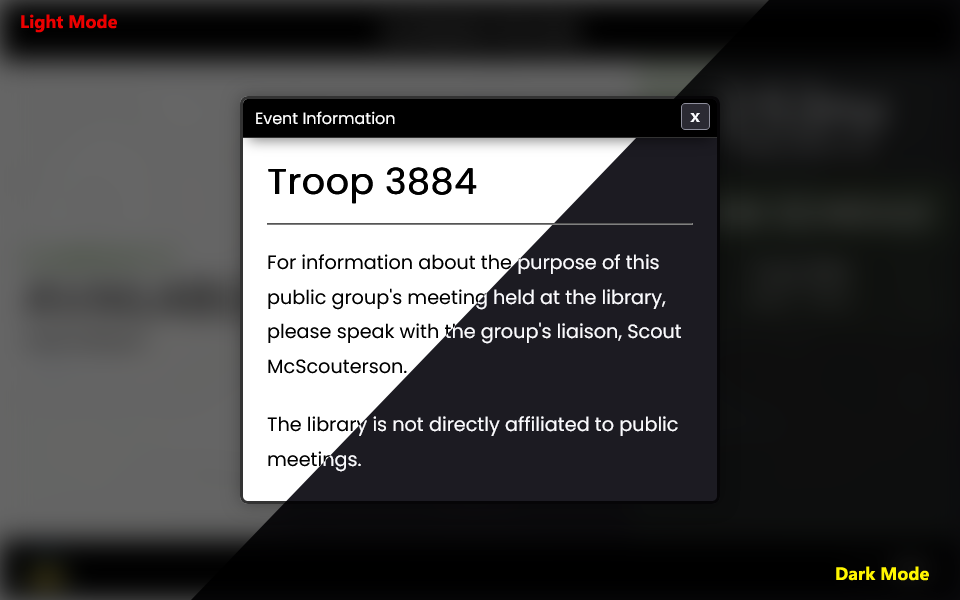 Light Mode
Event Information
x
Troop 3884
For information about the purpose of this
public group's meeting held at the library,
please speak with the group's liaison, Scout
McScouterson.
The library is not directly affiliated to public
meetings.
Dark Mode